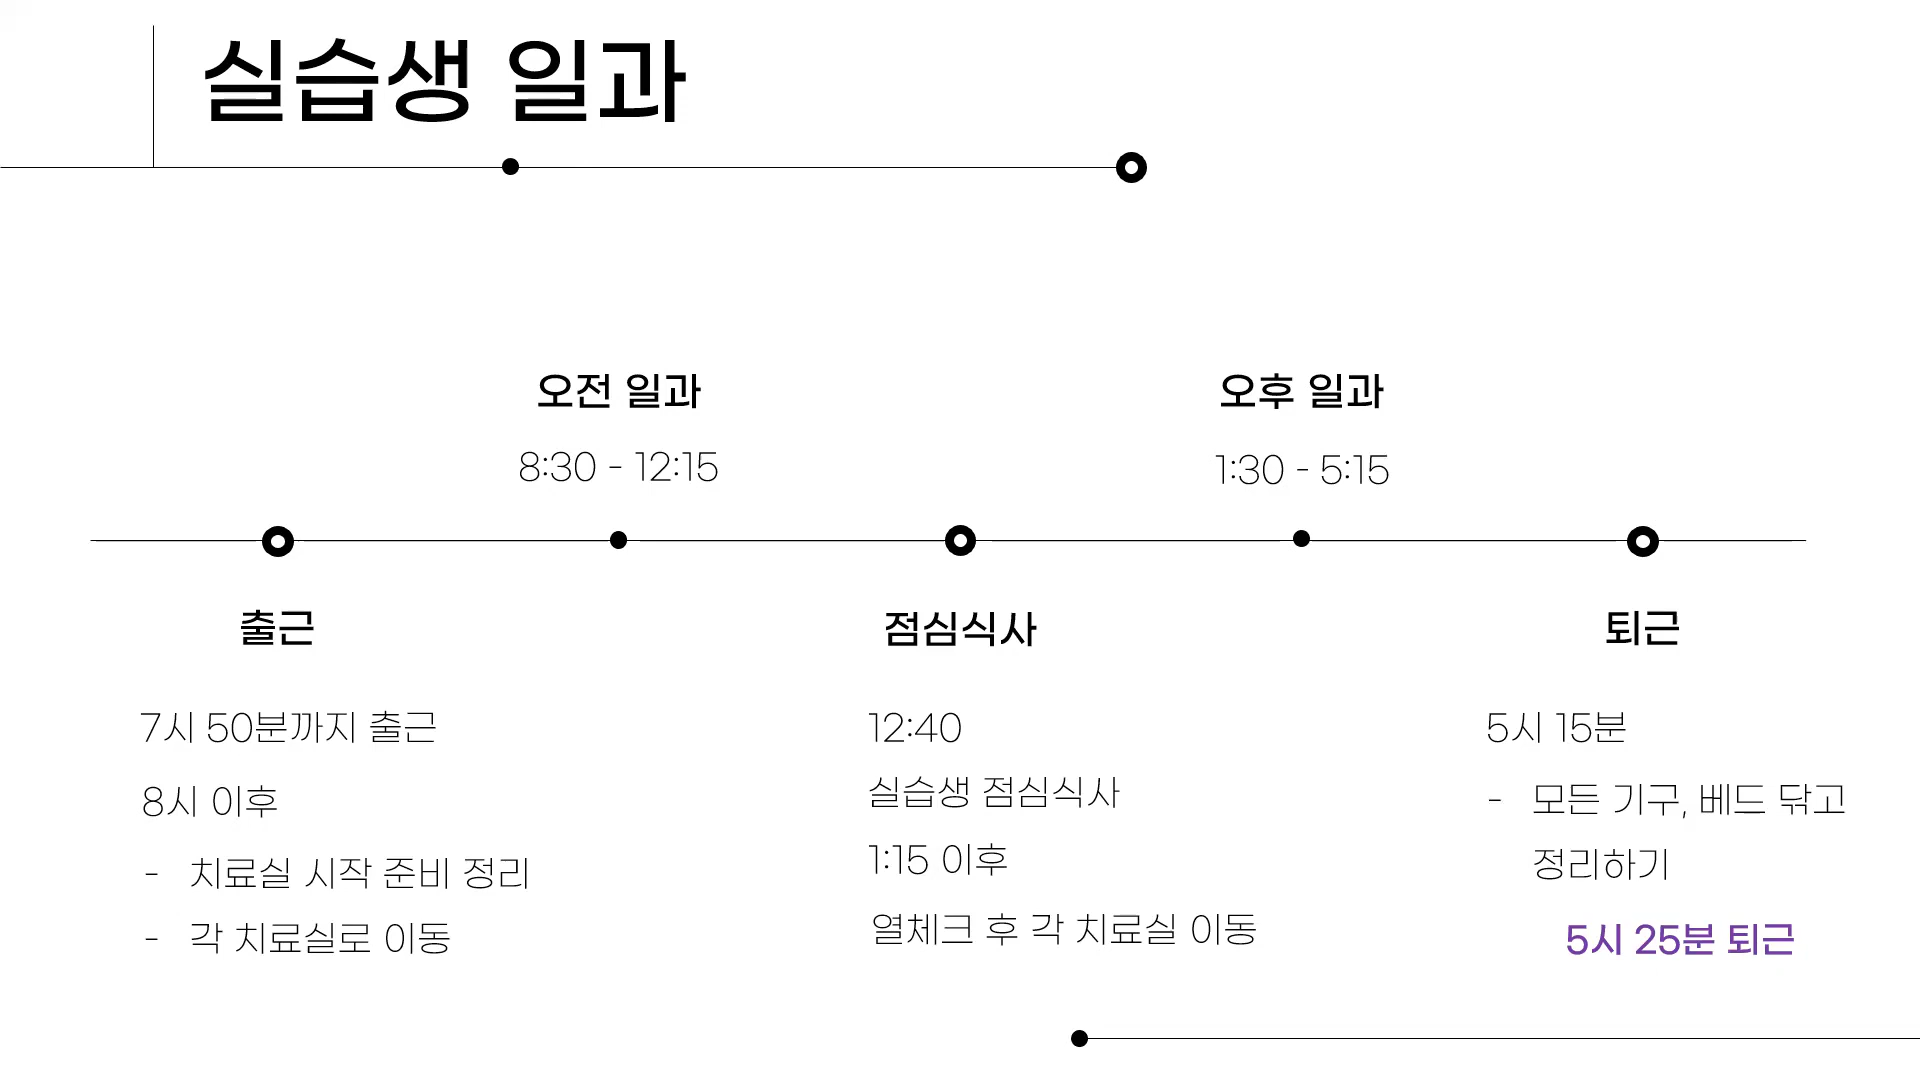 실습생 일과
오전 일과
8:30 - 12:15
오후 일과
1:30 - 5:15
출근
7시 50분까지 출근
8시 이후
- 치료실 시작 준비 정리
- 각 치료실로 이동
점심식사
12:40
실습생 점심식사
1:15 이후
열체크 후 각 치료실 이동
퇴근
5시 15분
- 모든 기구, 베드 닦고
정리하기
5시 25분 퇴근